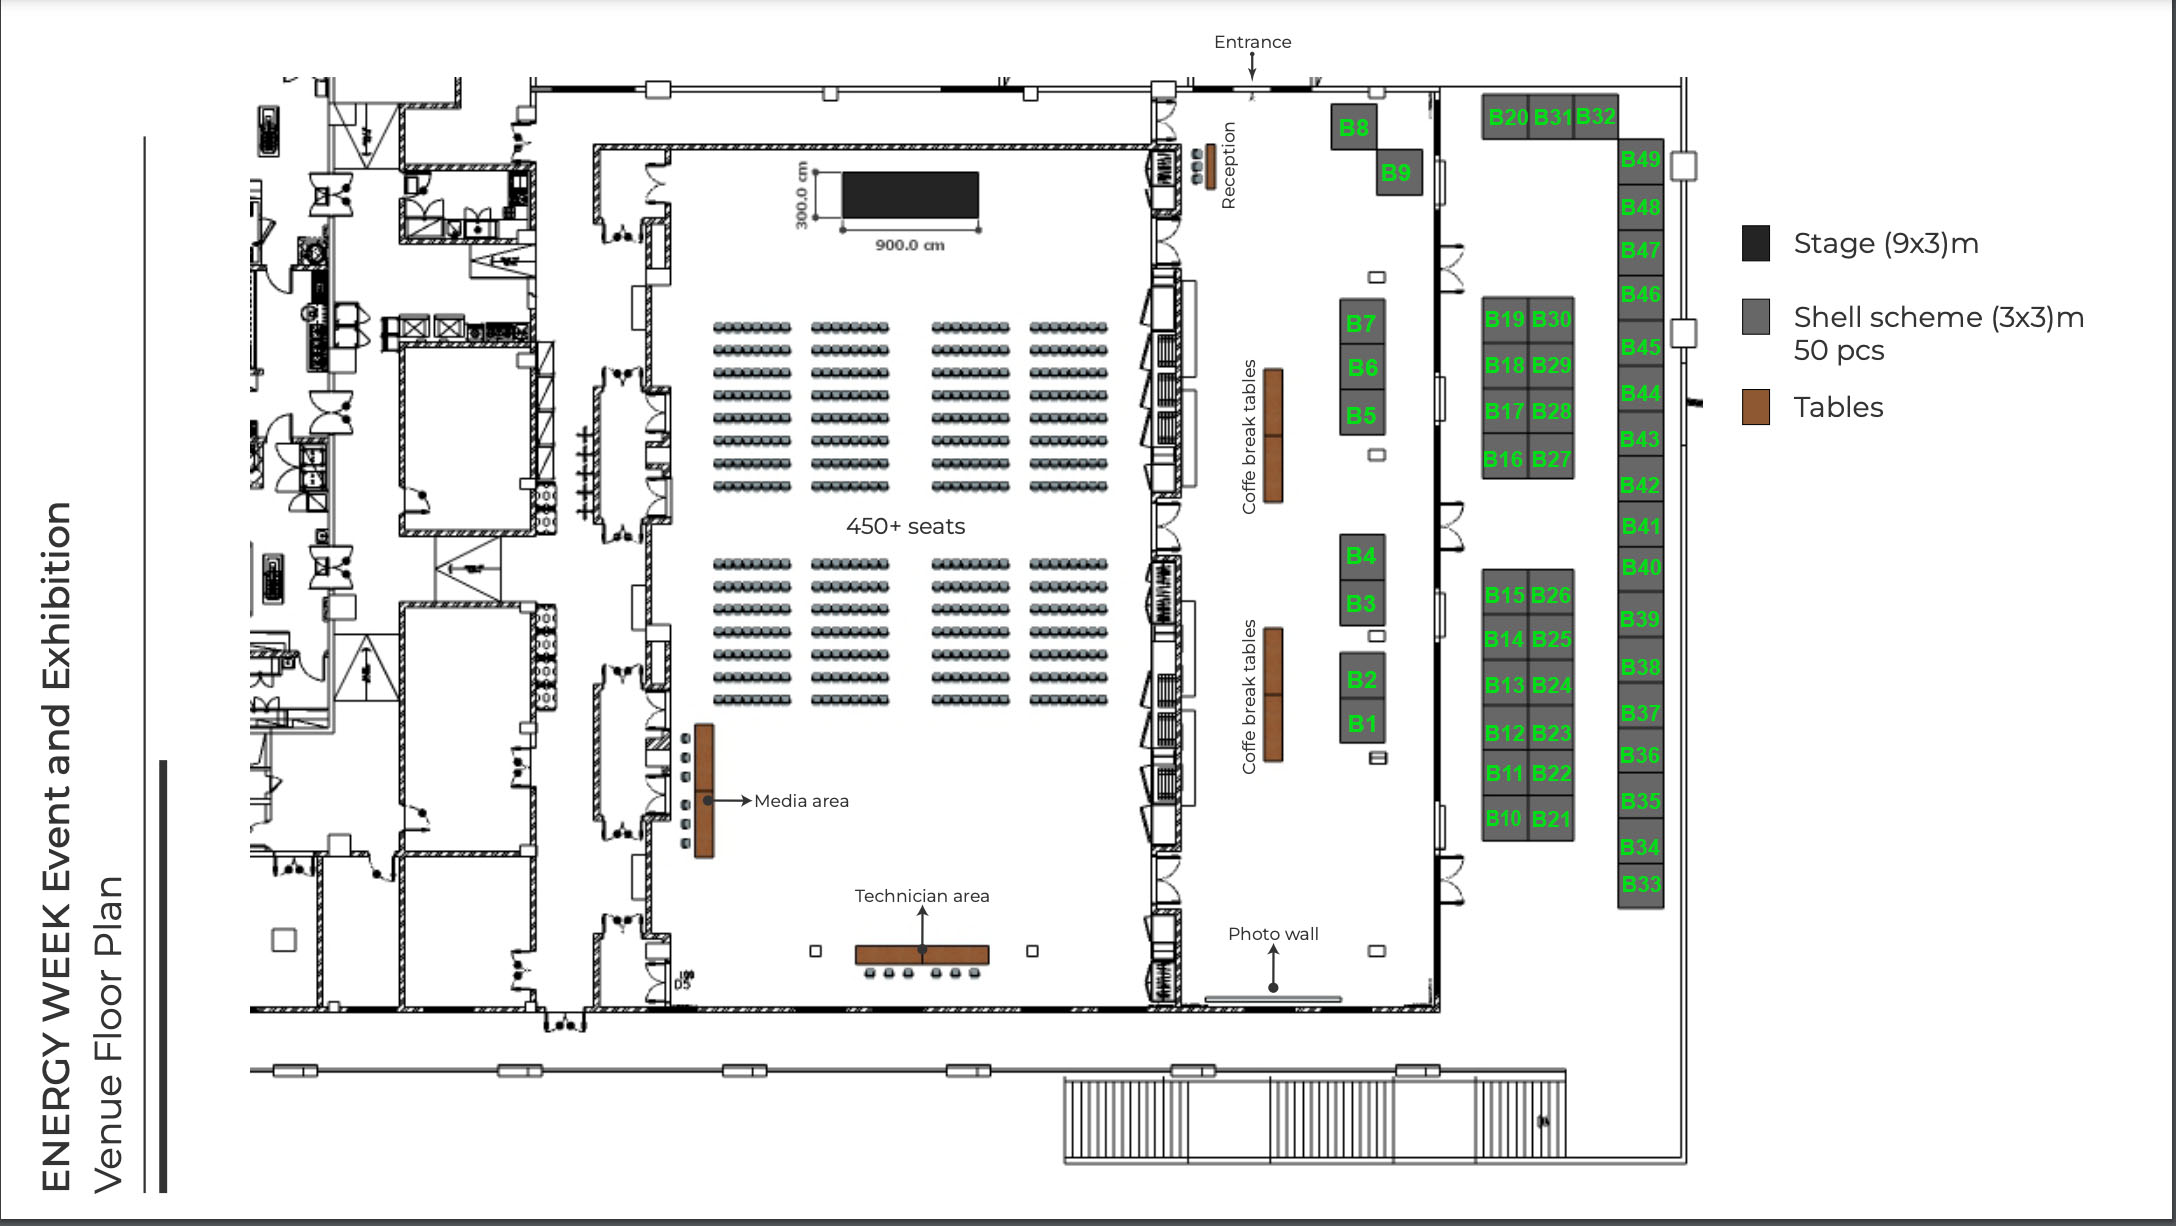 ENERGY WEEK Event and Exhibition
Venue Floor Plan
Entrance
Reception
300.0 cm
900.0 cm
450+ seats
Media area
Technician area
Coffe break tables
Coffe break tables
Photo wall
B8
B9
B7
B6
B5
B4
B3
B2
B1
B20 B31 B32
B19 B30
B18 B29
B17 B28
B16 B27
B15 B26
B14 B25
B13 B24
B12 B23
B11 B22
B10 B21
B49
B48
B47
B46
B45
B44
B43
B42
B41
B40
B39
B38
B37
B36
B35
B34
B33
Stage (9x3)m
Shell scheme (3x3)m
50 pcs
Tables